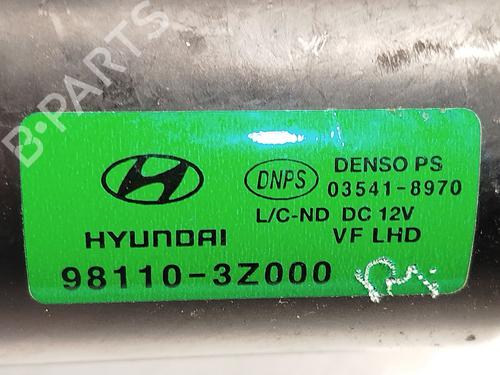 B-PARTS
DNPS
DENSO PS
03541-8970
L/C-ND DC 12V
HYUNDAI
VF LHD
98110-3Z000